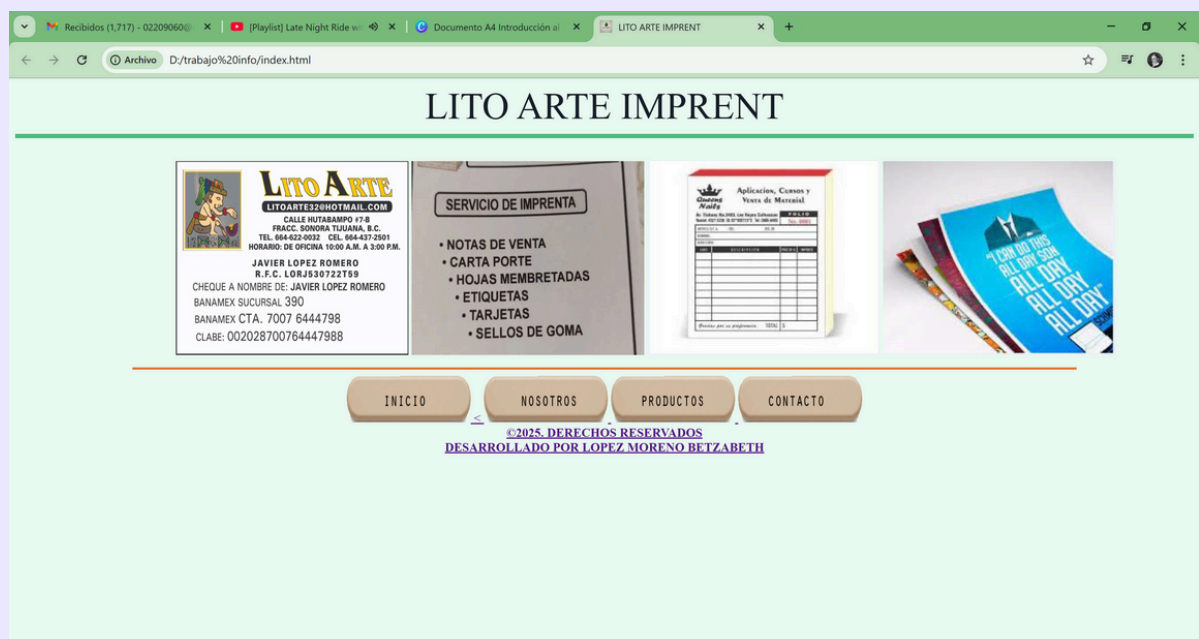 Recibidos (1,717) - 02209060@
[Playlist] Late Night Ride w
Documento A4 Introducción al
LITO ARTE IMPRENT
Archivo D:/trabajo%20info/index.html
LITO ARTE IMPRENT
LITO ARTE
LITOARTE32@HOTMAIL.COM
CALLE HUTABAMPO #7-B
FRACC. SONORA TIJUANA, B.C.
TEL. 664-622-0032 CEL. 664-437-2501
HORARIO: DE OFICINA 10:00 A.M. A 3:00 P.M.
JAVIER LOPEZ ROMERO
R.F.C. LORJ530722T59
CHEQUE A NOMBRE DE: JAVIER LOPEZ ROMERO
BANAMEX SUCURSAL 390
BANAMEX CTA. 7007 6444798
CLABE: 002028700764447988
SERVICIO DE IMPRENTA
• NOTAS DE VENTA
• CARTA PORTE
• HOJAS MEMBRETADAS
• ETIQUETAS
• TARJETAS
• SELLOS DE GOMA
Queens
Nails
Aplicacion, Cursos y
Venta de Material
FOLIO
No. 0001
TOTAL $
"I CAN DO THIS
ALL DAY SON
ALL DAY
ALL DAY
ALL DAY"
INICIO
<
NOSOTROS
PRODUCTOS
CONTACTO
©2025. DERECHOS RESERVADOS
DESARROLLADO POR LOPEZ MORENO BETZABETH